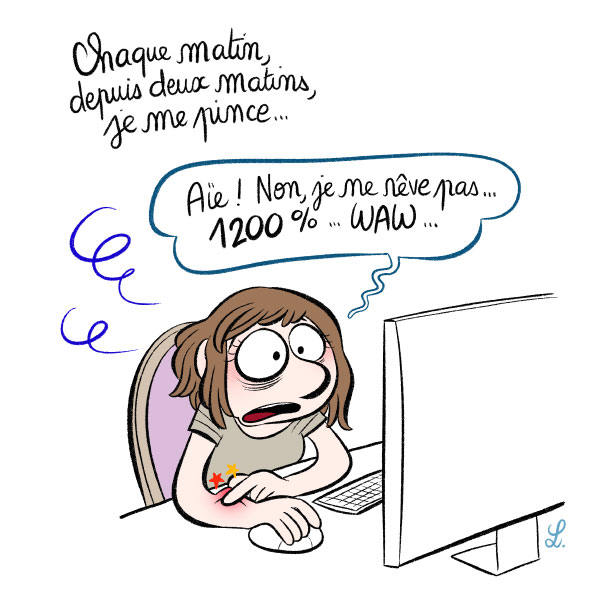 Chaque matin,
depuis deux matins,
je me pince...
Aïe ! Non, je ne rêve pas...
1200 % ... WAW ...
L.